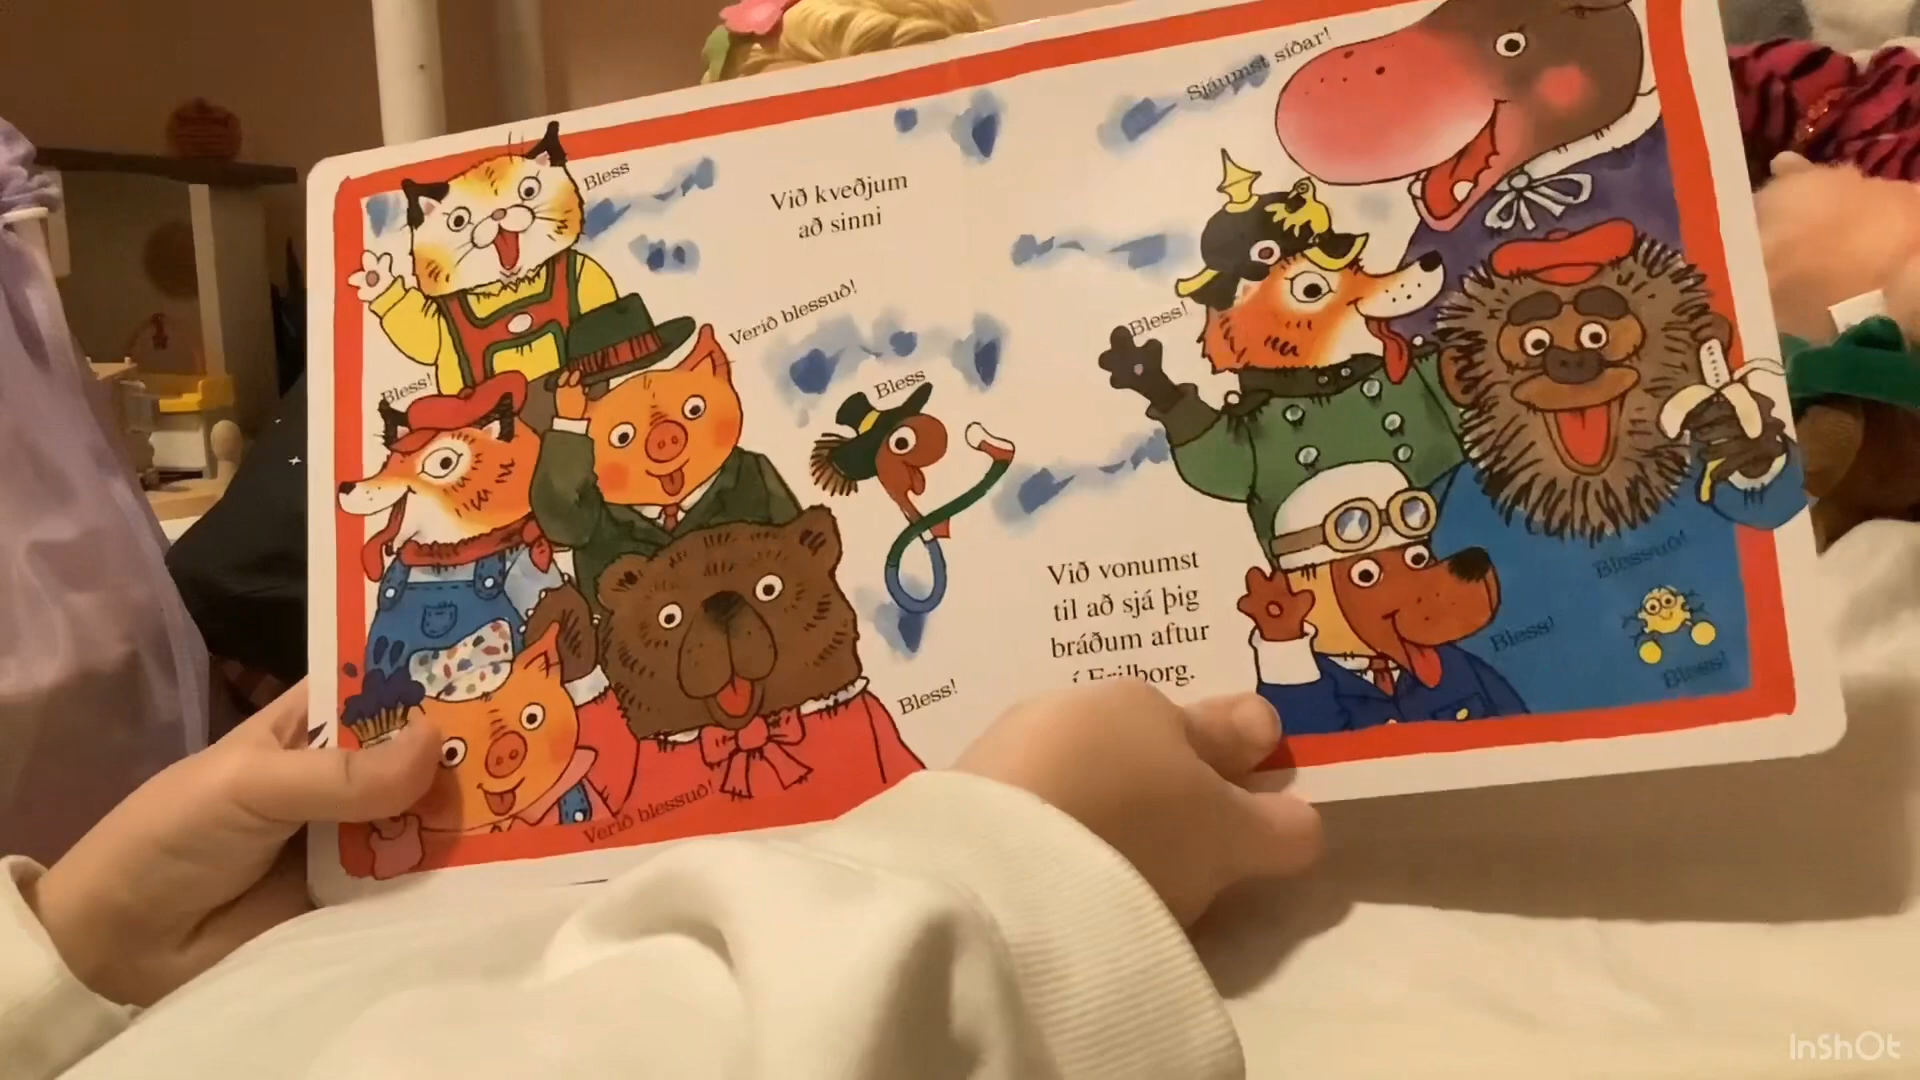 Bless
Við kveðjum
að sinni
Bless!
Verið blessuð!
Bless
Bless!
Verið blessuð!
Sjáumst síðar!
Bless!
Við vonumst
til að sjá þig
bráðum aftur
í
Blessuð!
Bless!
Bless!
InShOt